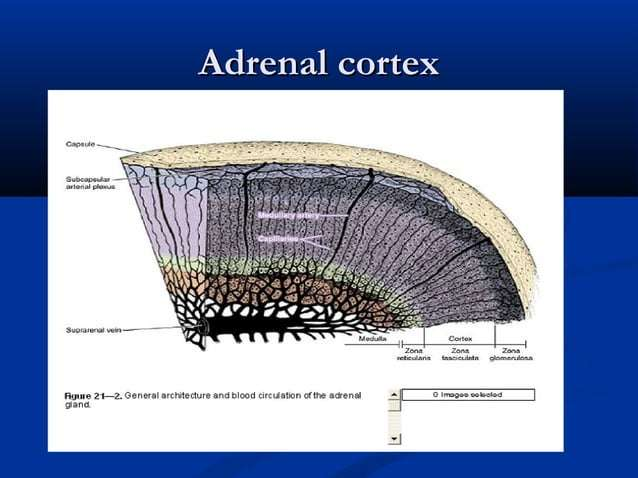 Adrenal cortex
Capsule
Subcapsular
arterial plexus
Medullary artery
Capillaries
Suprarenal vein
Medulla
Cortex
Zona
reticularis
Zona
fasciculata
Zona
glomerulosa
Figure 21—2. General architecture and blood circulation of the adrenal
gland.
0 Images selected